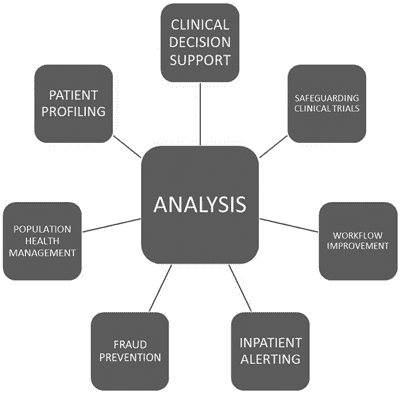 CLINICAL
DECISION
SUPPORT
PATIENT
PROFILING
SAFEGUARDING
CLINICAL TRIALS
ANALYSIS
POPULATION
HEALTH
MANAGEMENT
WORKFLOW
IMPROVEMENT
FRAUD
PREVENTION
INPATIENT
ALERTING